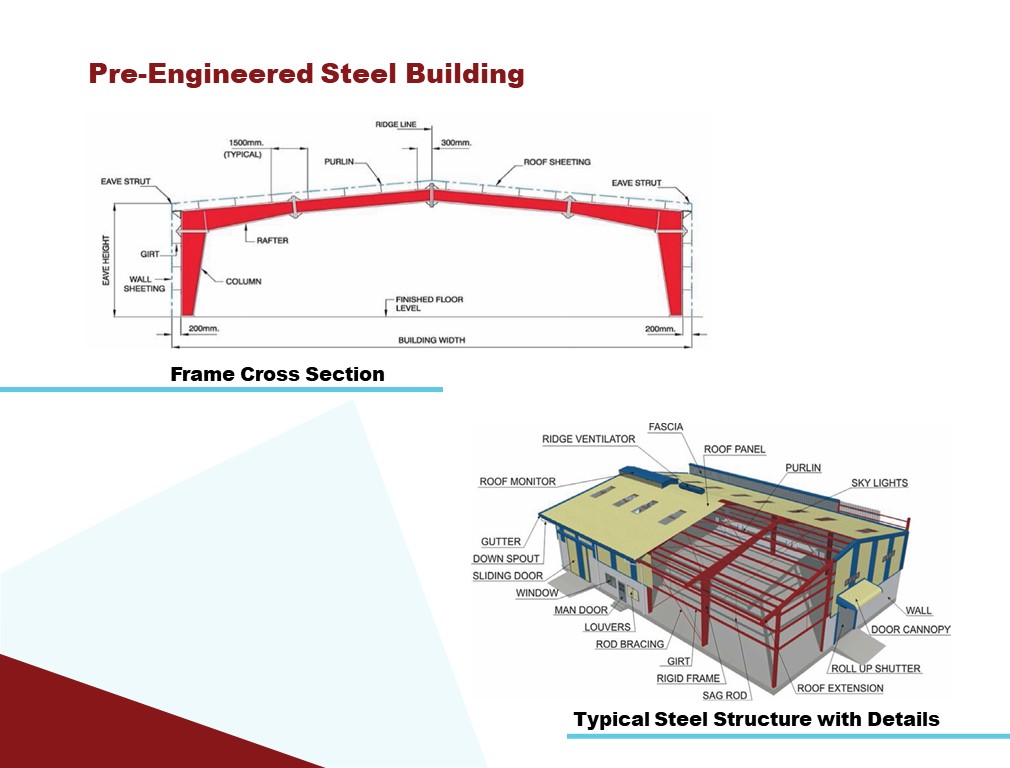 Pre-Engineered Steel Building
RIDGE LINE
1500mm.
(TYPICAL)
300mm.
PURLIN
ROOF SHEETING
EAVE STRUT
EAVE STRUT
EAVE HEIGHT
RAFTER
GIRT
WALL
SHEETING
COLUMN
FINISHED FLOOR
LEVEL
200mm.
200mm.
BUILDING WIDTH
Frame Cross Section
FASCIA
RIDGE VENTILATOR
ROOF PANEL
PURLIN
ROOF MONITOR
SKY LIGHTS
GUTTER
DOWN SPOUT
SLIDING DOOR
WINDOW
MAN DOOR
LOUVERS
ROD BRACING
GIRT
RIGID FRAME
SAG ROD
WALL
DOOR CANNOPY
ROLL UP SHUTTER
ROOF EXTENSION
Typical Steel Structure with Details